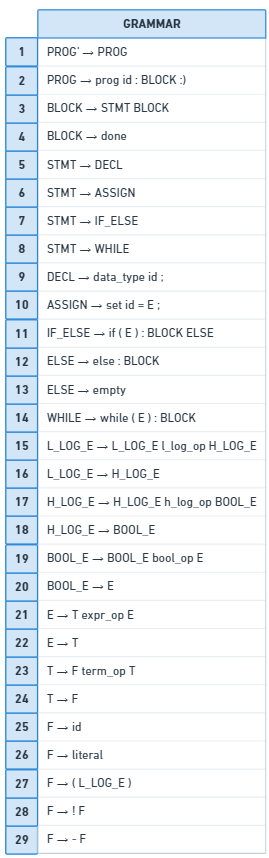 GRAMMAR
1 PROG' → PROG
2 PROG → prog id : BLOCK :)
3 BLOCK → STMT BLOCK
4 BLOCK → done
5 STMT → DECL
6 STMT → ASSIGN
7 STMT → IF_ELSE
8 STMT → WHILE
9 DECL → data_type id ;
10 ASSIGN → set id = E ;
11 IF_ELSE → if ( E ) : BLOCK ELSE
12 ELSE → else : BLOCK
13 ELSE → empty
14 WHILE → while ( E ) : BLOCK
15 L_LOG_E → L_LOG_E l_log_op H_LOG_E
16 L_LOG_E → H_LOG_E
17 H_LOG_E → H_LOG_E h_log_op BOOL_E
18 H_LOG_E → BOOL_E
19 BOOL_E → BOOL_E bool_op E
20 BOOL_E → E
21 E → T expr_op E
22 E → T
23 T → F term_op T
24 T → F
25 F → id
26 F → literal
27 F → ( L_LOG_E )
28 F → ! F
29 F → - F